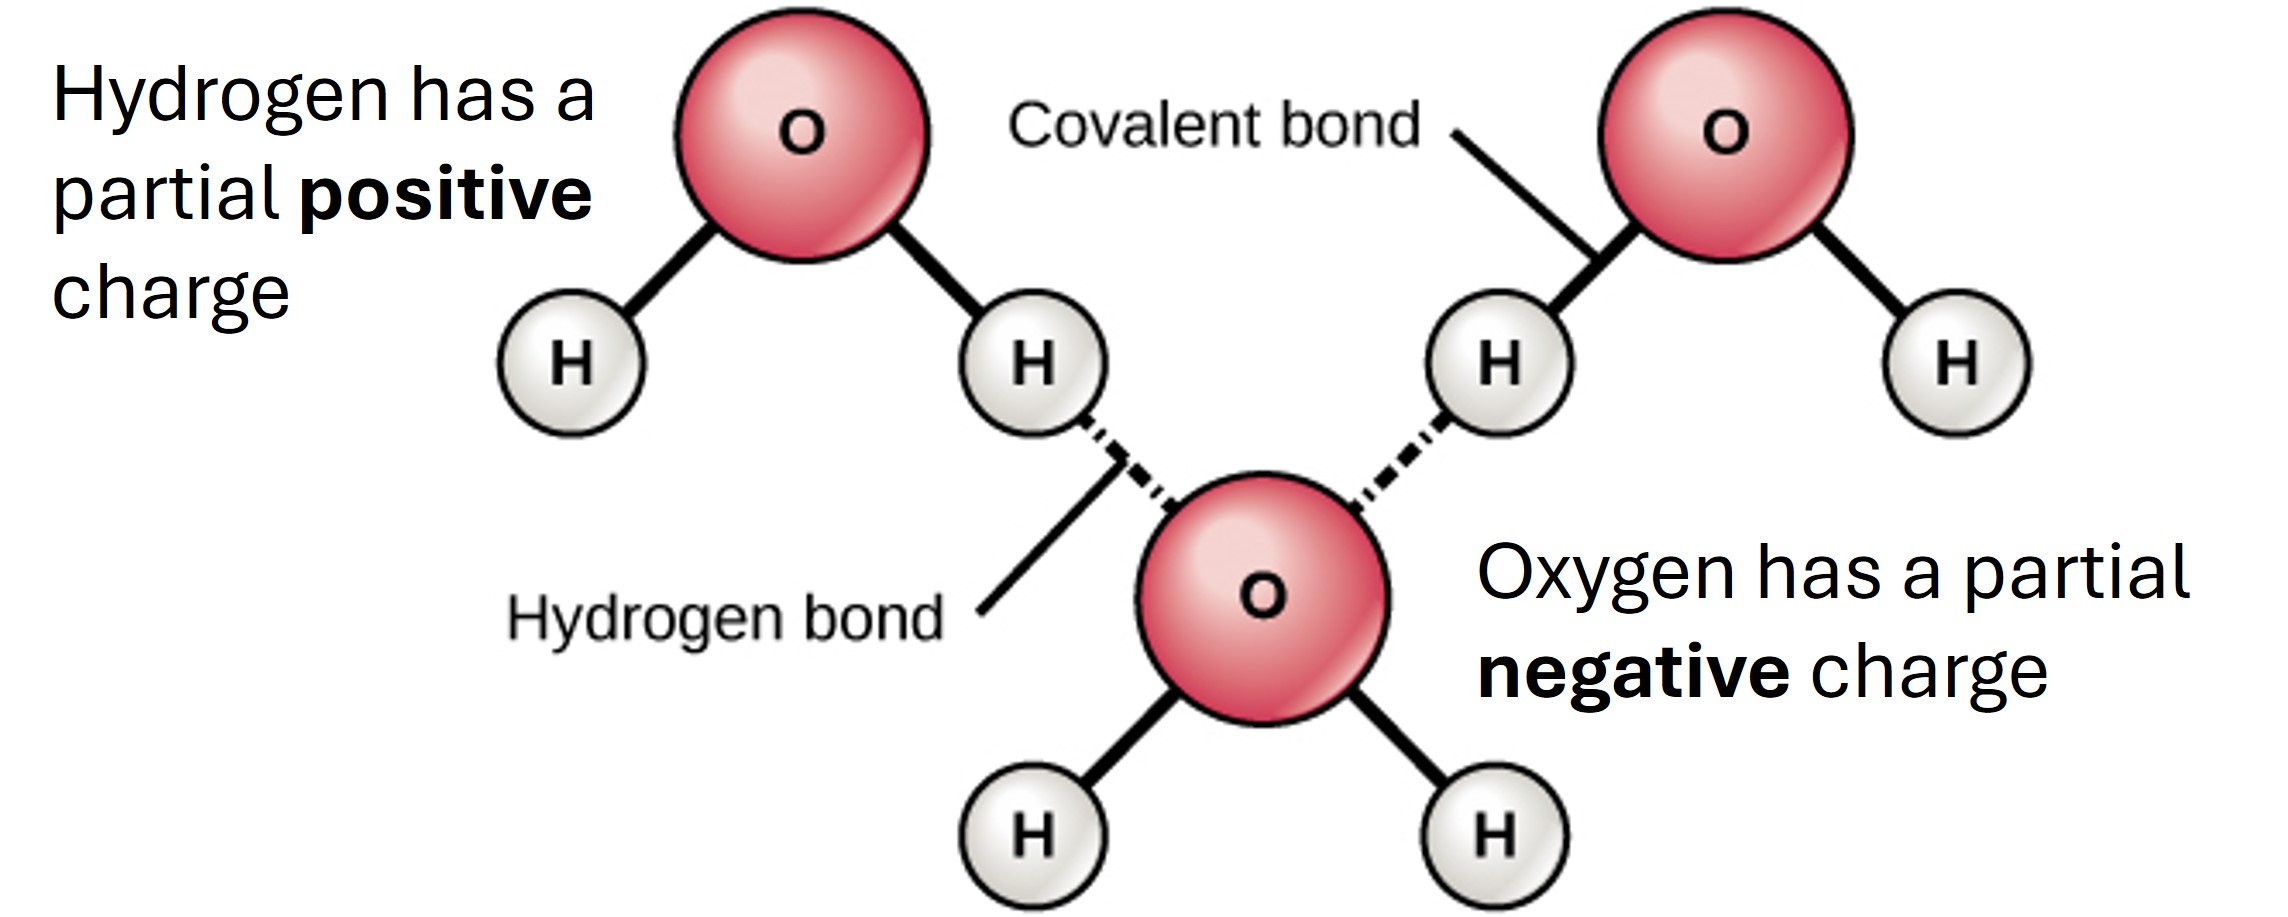 Hydrogen has a
partial positive
charge
O
Covalent bond
O
H
H
H
H
Hydrogen bond
O
Oxygen has a partial
negative charge
H
H